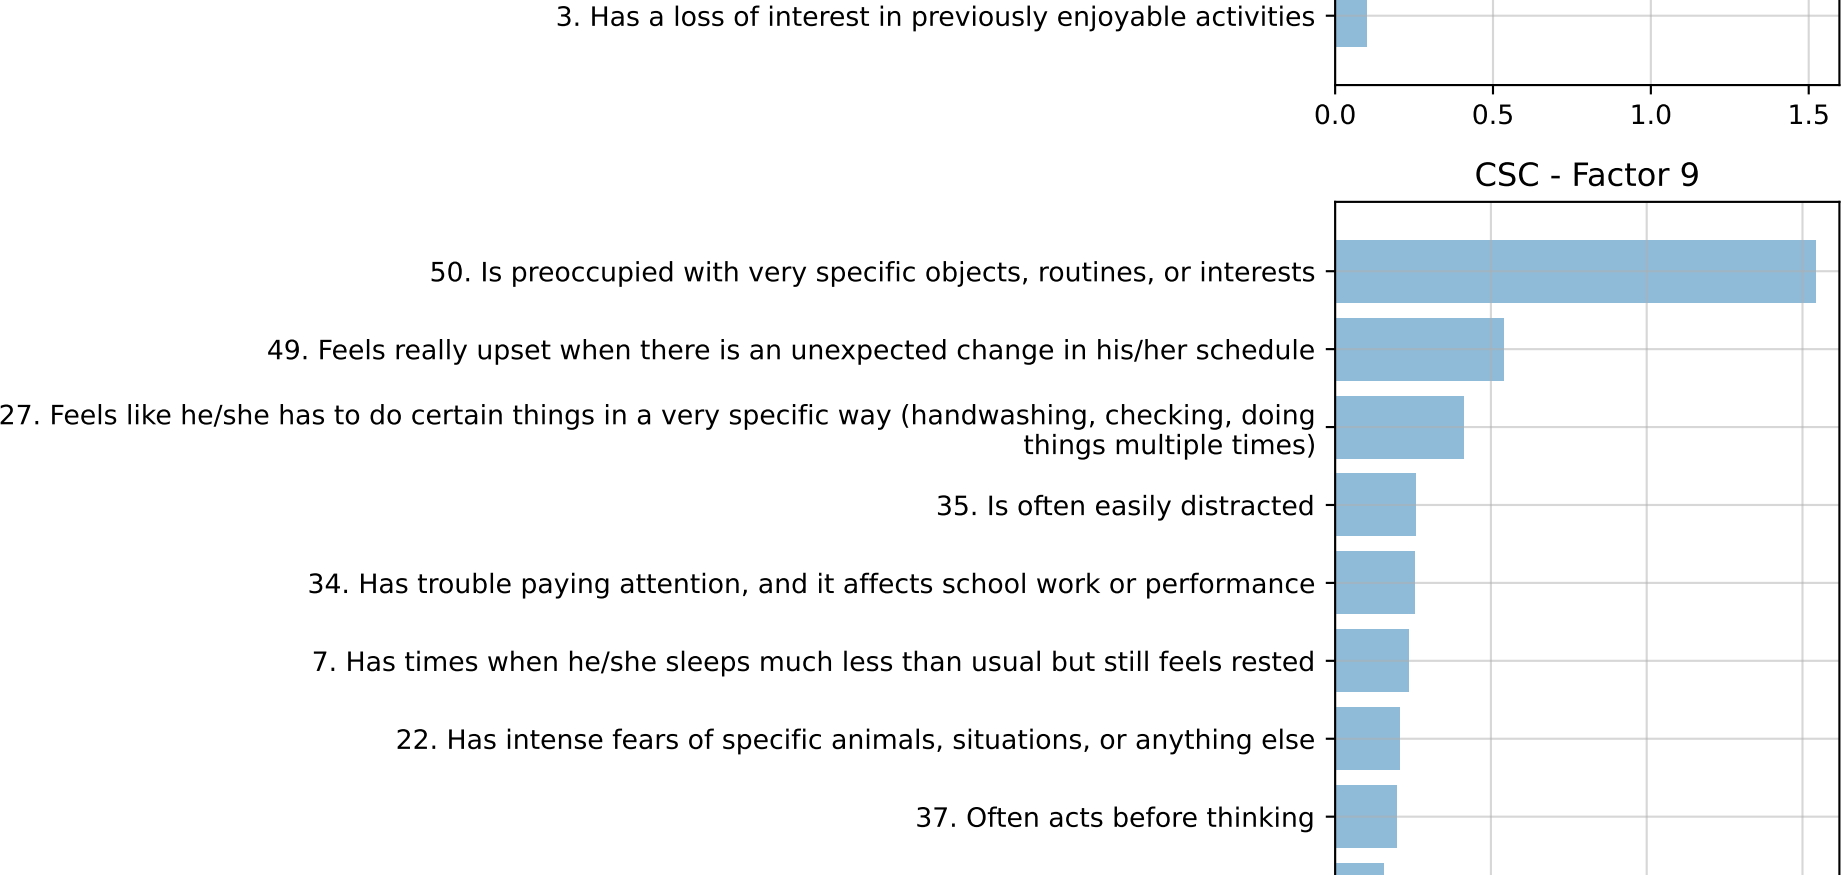 3. Has a loss of interest in previously enjoyable activities
0.0 0.5 1.0 1.5
CSC - Factor 9
50. Is preoccupied with very specific objects, routines, or interests
49. Feels really upset when there is an unexpected change in his/her schedule
27. Feels like he/she has to do certain things in a very specific way (handwashing, checking, doing
things multiple times)
35. Is often easily distracted
34. Has trouble paying attention, and it affects school work or performance
7. Has times when he/she sleeps much less than usual but still feels rested
22. Has intense fears of specific animals, situations, or anything else
37. Often acts before thinking